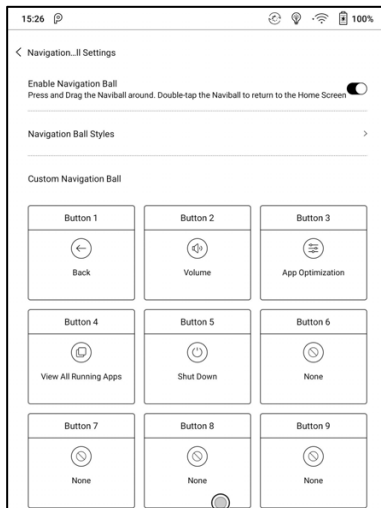 15:26 100%
Navigation...ll Settings
Enable Navigation Ball
Press and Drag the Naviball around. Double-tap the Naviball to return to the Home Screen
Navigation Ball Styles
Custom Navigation Ball
Button 1 Button 2 Button 3
Back Volume App Optimization
Button 4 Button 5 Button 6
View All Running Apps Shut Down None
Button 7 Button 8 Button 9
None None None